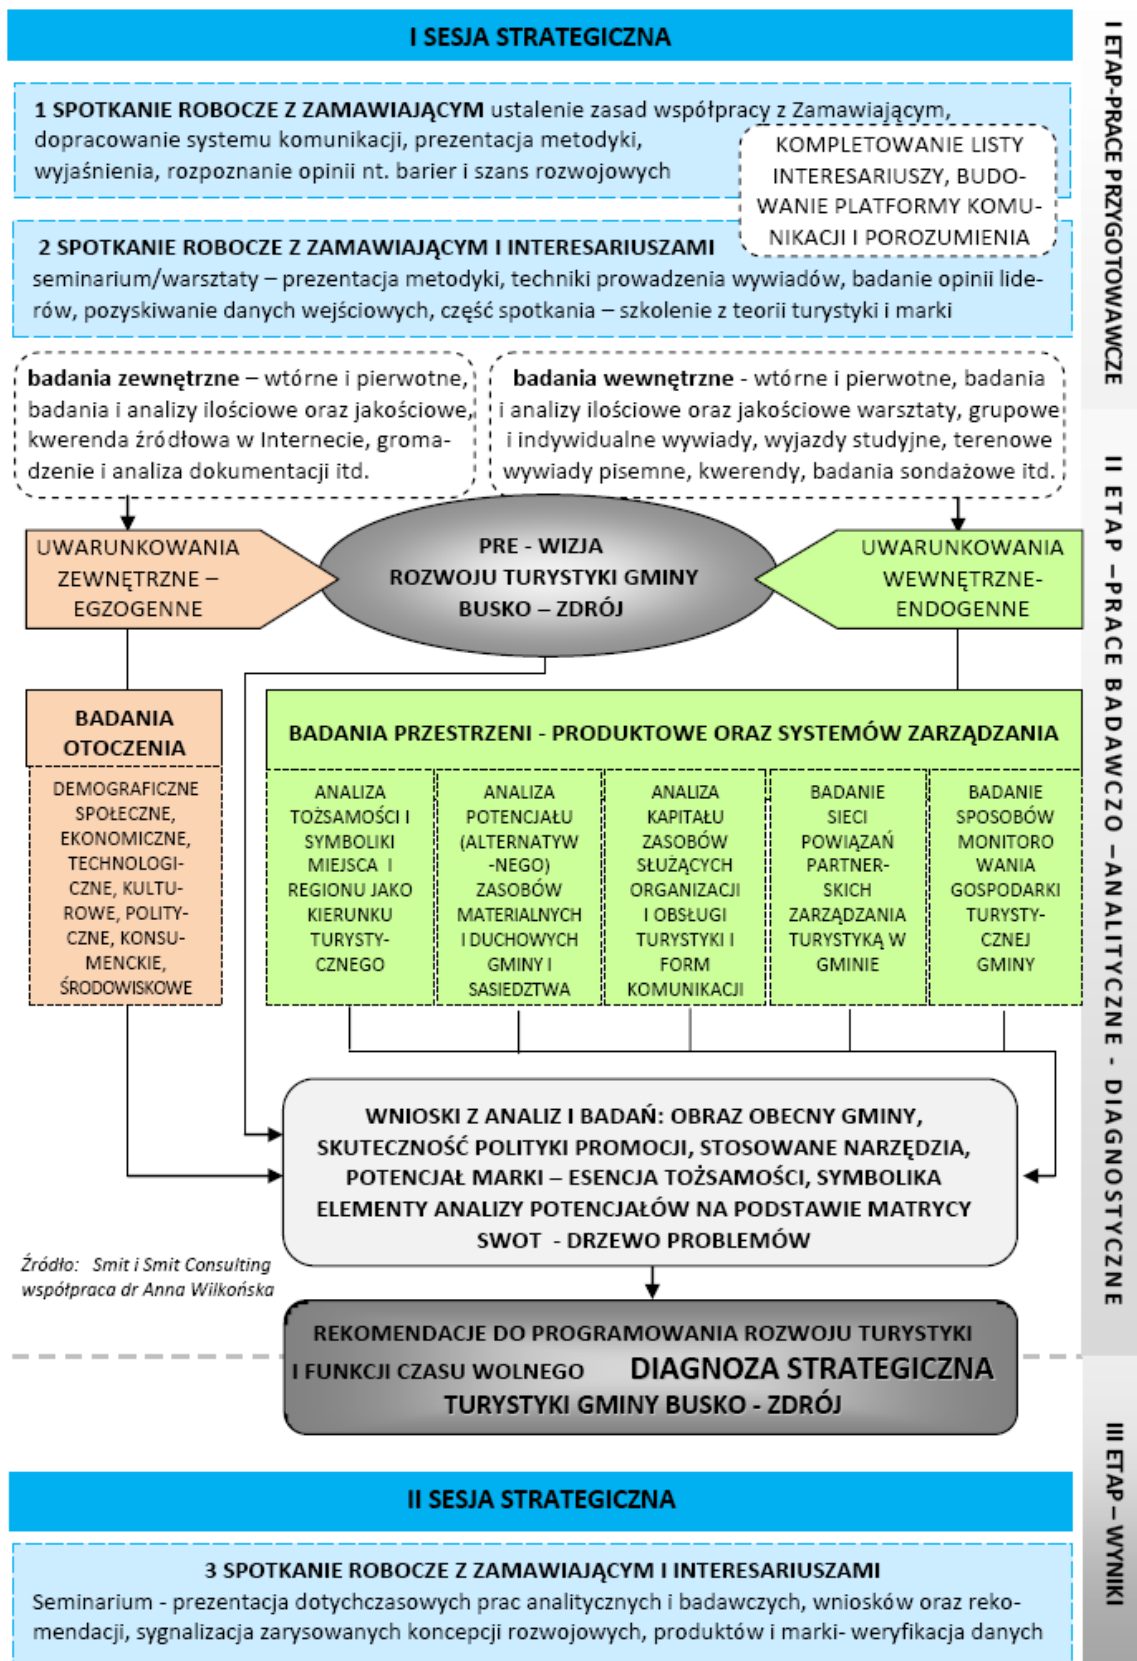 I SESJA STRATEGICZNA
1 SPOTKANIE ROBOCZE Z ZAMAWIAJĄCYM ustalenie zasad współpracy z Zamawiającym,
dopracowanie systemu komunikacji, prezentacja metodyki,
wyjaśnienia, rozpoznanie opinii nt. barier i szans rozwojowych
KOMPLETOWANIE LISTY
INTERESARIUSZY, BUDO-
WANIE PLATFORMY KOMU-
NIKACJI I POROZUMIENIA
2 SPOTKANIE ROBOCZE Z ZAMAWIAJĄCYM I INTERESARIUSZAMI
seminarium/warsztaty – prezentacja metodyki, techniki prowadzenia wywiadów, badanie opinii lide-
rów, pozyskiwanie danych wejściowych, część spotkania – szkolenie z teorii turystyki i marki
I ETAP-PRACE PRZYGOTOWAWCZE
badania zewnętrzne – wtórne i pierwotne,
badania i analizy ilościowe oraz jakościowe,
kwerenda źródłowa w Internecie, groma-
dzenie i analiza dokumentacji itd.
badania wewnętrzne - wtórne i pierwotne, badania
i analizy ilościowe oraz jakościowe warsztaty, grupowe
i indywidualne wywiady, wyjazdy studyjne, terenowe
wywiady pisemne, kwerendy, badania sondażowe itd.
UWARUNKOWANIA
ZEWNĘTRZNE –
EGZOGENNE
PRE - WIZJA
ROZWOJU TURYSTYKI GMINY
BUSKO – ZDRÓJ
UWARUNKOWANIA
WEWNĘTRZNE-
ENDOGENNE
BADANIA
OTOCZENIA
DEMOGRAFICZNE
SPOŁECZNE,
EKONOMICZNE,
TECHNOLOGI-
CZNE, KULTU-
ROWE, POLITY-
CZNE, KONSU-
MENCKIE,
ŚRODOWISKOWE
BADANIA PRZESTRZENI - PRODUKTOWE ORAZ SYSTEMÓW ZARZĄDZANIA
ANALIZA
TOŻSAMOŚCI I
SYMBOLIKI
MIEJSCA I
REGIONU JAKO
KIERUNKU
TURYSTY-
CZNEGO
ANALIZA
POTENCJAŁU
(ALTERNATYW
-NEGO)
ZASOBÓW
MATERIALNYCH
I DUCHOWYCH
GMINY I
SASIEDZTWA
ANALIZA
KAPITAŁU
ZASOBÓW
SŁUŻĄCYCH
ORGANIZACJI
I OBSŁUGI
TURYSTYKI I
FORM
KOMUNIKACJI
BADANIE
SIECI
POWIĄZAŃ
PARTNER-
SKICH
ZARZĄDZANIA
TURYSTYKĄ W
GMINIE
BADANIE
SPOSOBÓW
MONITORO
WANIA
GOSPODARKI
TURYSTY-
CZNEJ
GMINY
WNIOSKI Z ANALIZ I BADAŃ: OBRAZ OBECNY GMINY,
SKUTECZNOŚĆ POLITYKI PROMOCJI, STOSOWANE NARZĘDZIA,
POTENCJAŁ MARKI – ESENCJA TOŻSAMOŚCI, SYMBOLIKA
ELEMENTY ANALIZY POTENCJAŁÓW NA PODSTAWIE MATRYCY
SWOT - DRZEWO PROBLEMÓW
Źródło: Smit i Smit Consulting
współpraca dr Anna Wilkońska
II ETAP –PRACE BADAWCZO –ANALITYCZNE - DIAGNOSTYCZNE
REKOMENDACJE DO PROGRAMOWANIA ROZWOJU TURYSTYKI
I FUNKCJI CZASU WOLNEGO DIAGNOZA STRATEGICZNA
TURYSTYKI GMINY BUSKO - ZDRÓJ
II SESJA STRATEGICZNA
3 SPOTKANIE ROBOCZE Z ZAMAWIAJĄCYM I INTERESARIUSZAMI
Seminarium - prezentacja dotychczasowych prac analitycznych i badawczych, wniosków oraz reko-
mendacji, sygnalizacja zarysowanych koncepcji rozwojowych, produktów i marki- weryfikacja danych
III ETAP – WYNIKI